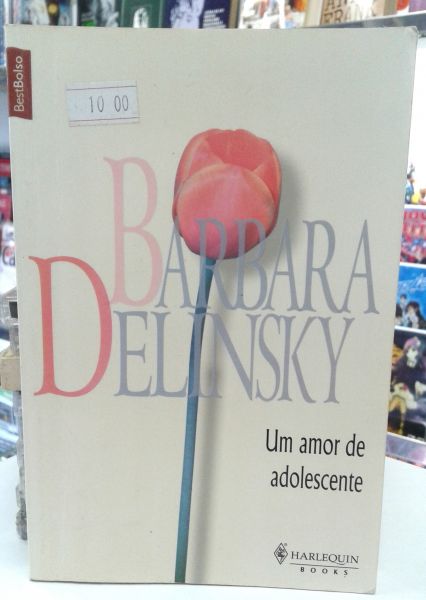 BestBolso
10 00
BARBARA
DELINSKY
Um amor de
adolescente
HARLEQUIN
BOOKS